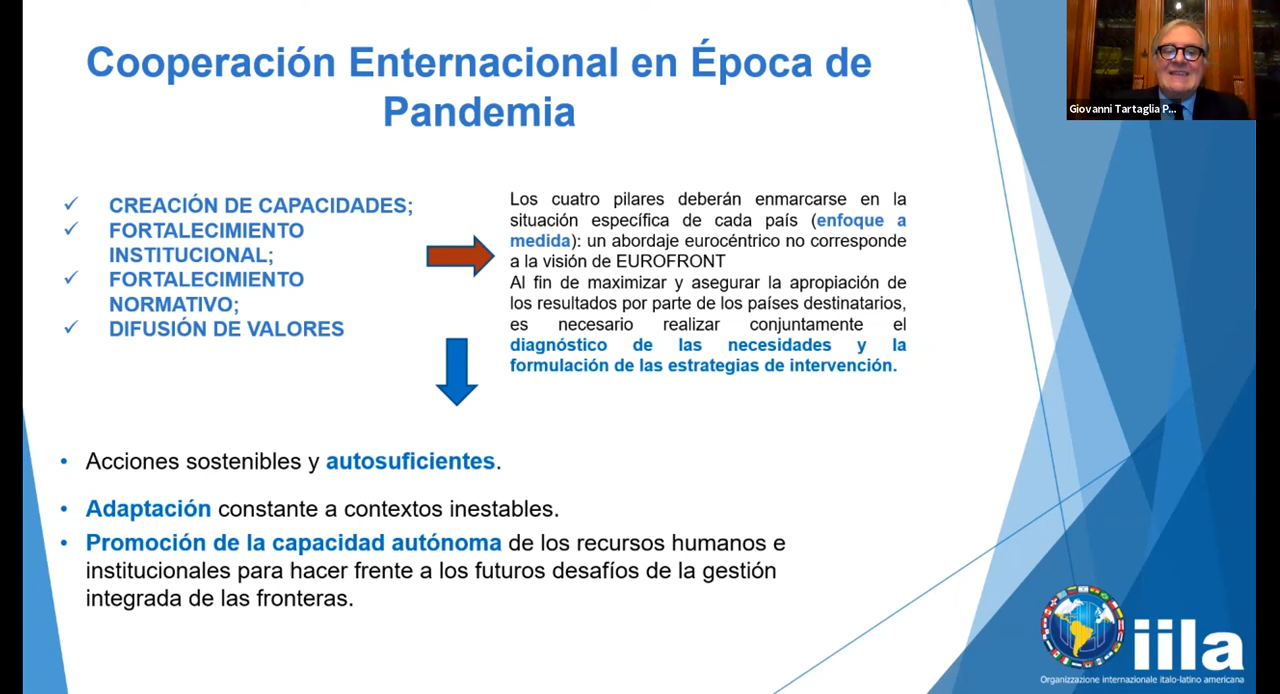 Cooperación Enternacional en Época de
Pandemia
Giovanni Tartaglia P...
✓ CREACIÓN DE CAPACIDADES;
✓ FORTALECIMIENTO
INSTITUCIONAL;
✓ FORTALECIMIENTO
NORMATIVO;
✓ DIFUSIÓN DE VALORES
Los cuatro pilares deberán enmarcarse en la
situación específica de cada país (enfoque a
medida): un abordaje eurocéntrico no corresponde
a la visión de EUROFRONT
Al fin de maximizar y asegurar la apropiación de
los resultados por parte de los países destinatarios,
es necesario realizar conjuntamente el
diagnóstico de las necesidades y la
formulación de las estrategias de intervención.
• Acciones sostenibles y autosuficientes.
• Adaptación constante a contextos inestables.
• Promoción de la capacidad autónoma de los recursos humanos e
institucionales para hacer frente a los futuros desafíos de la gestión
integrada de las fronteras.
iila
Organizzazione internazionale italo-latino americana